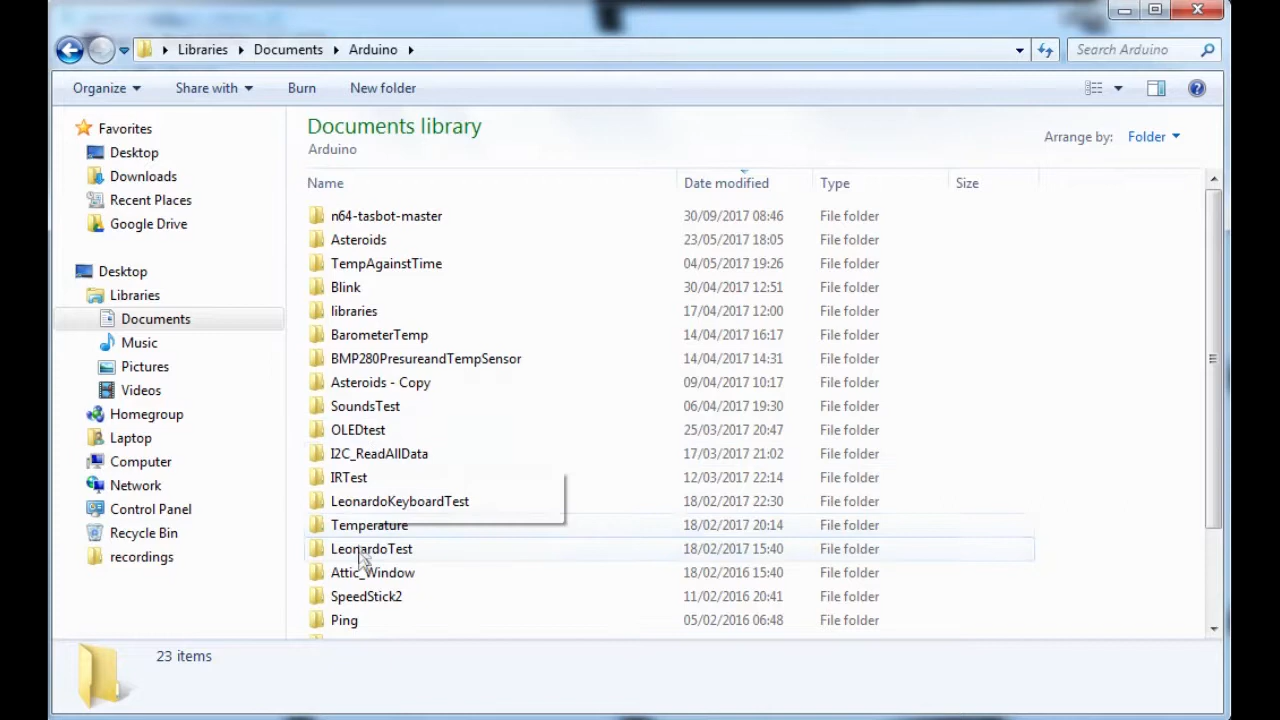 Libraries Documents Arduino
Search Arduino
Organize Share with Burn New folder
Favorites
Desktop
Downloads
Recent Places
Google Drive
Desktop
Libraries
Documents
Music
Pictures
Videos
Homegroup
Laptop
Computer
Network
Control Panel
Recycle Bin
recordings
Documents library
Arduino
Arrange by: Folder
Name Date modified Type Size
n64-tasbot-master 30/09/2017 08:46 File folder
Asteroids 23/05/2017 18:05 File folder
TempAgainstTime 04/05/2017 19:26 File folder
Blink 30/04/2017 12:51 File folder
libraries 17/04/2017 12:00 File folder
BarometerTemp 14/04/2017 16:17 File folder
BMP280PresureandTempSensor 14/04/2017 14:31 File folder
Asteroids - Copy 09/04/2017 10:17 File folder
SoundsTest 06/04/2017 19:30 File folder
OLEDtest 25/03/2017 20:47 File folder
I2C_ReadAllData 17/03/2017 21:02 File folder
IRTest 12/03/2017 22:14 File folder
LeonardoKeyboardTest 18/02/2017 22:30 File folder
Temperature 18/02/2017 20:14 File folder
LeonardoTest 18/02/2017 15:40 File folder
Attic_Window 18/02/2016 15:40 File folder
SpeedStick2 11/02/2016 20:41 File folder
Ping 05/02/2016 06:48 File folder
23 items